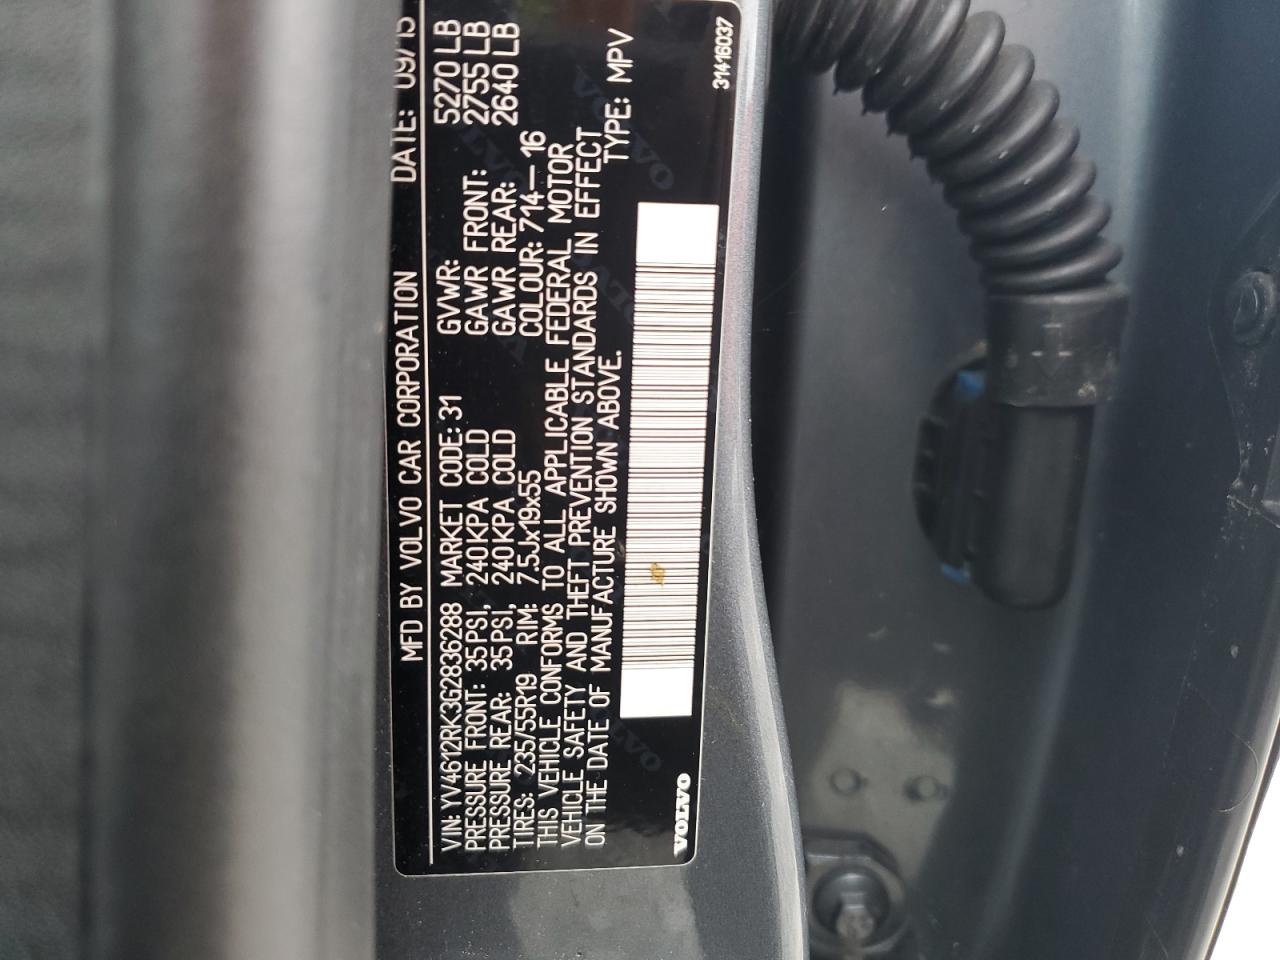 MFD BY VOLVO CAR CORPORATION DATE: 09/15
VIN: YV4612RK3G2836288 MARKET CODE: 31 GVWR: 5270 LB
PRESSURE FRONT: 35PSI, 240KPA COLD GAWR FRONT: 2755 LB
PRESSURE REAR: 35PSI, 240KPA COLD GAWR REAR: 2640 LB
TIRES: 235/55R19 RIM: 7.5Jx19x55 COLOUR: 714—16
THIS VEHICLE CONFORMS TO ALL APPLICABLE FEDERAL MOTOR
VEHICLE SAFETY AND THEFT PREVENTION STANDARDS IN EFFECT
ON THE DATE OF MANUFACTURE SHOWN ABOVE. TYPE: MPV
VOLVO 31416037